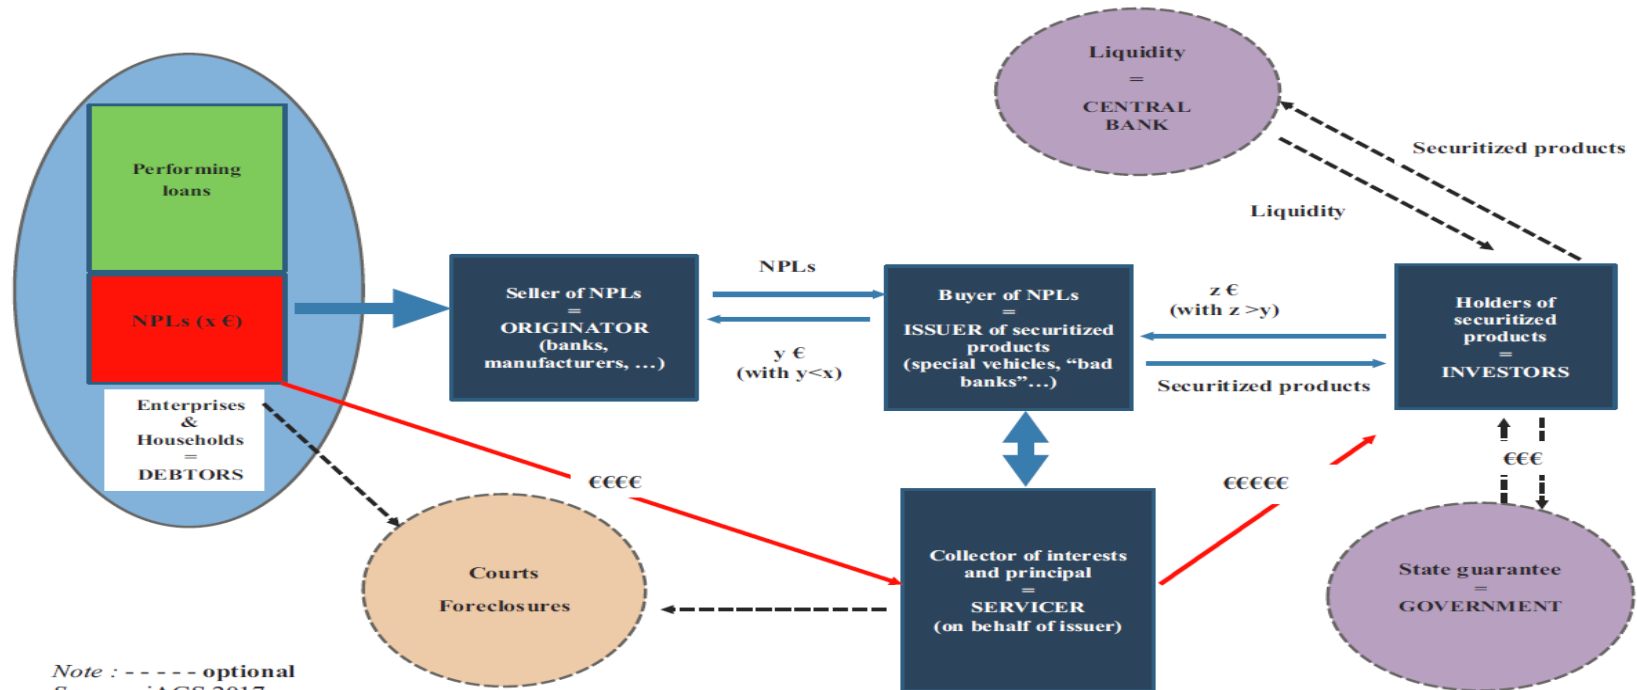 Liquidity
=
CENTRAL
BANK
Securitized products
Liquidity
Performing
loans
NPLs (x €)
Enterprises
&
Households
=
DEBTORS
Seller of NPLs
=
ORIGINATOR
(banks,
manufacturers, …)
NPLs
y €
(with y<x)
Buyer of NPLs
=
ISSUER of securitized
products
(special vehicles, “bad
banks”…)
z €
(with z >y)
Securitized products
Holders of
securitized
products
=
INVESTORS
€€€€
€€€€€
€€€
Courts
Foreclosures
Collector of interests
and principal
=
SERVICER
(on behalf of issuer)
State guarantee
=
GOVERNMENT
Note : - - - - - optional
iAGS 2017